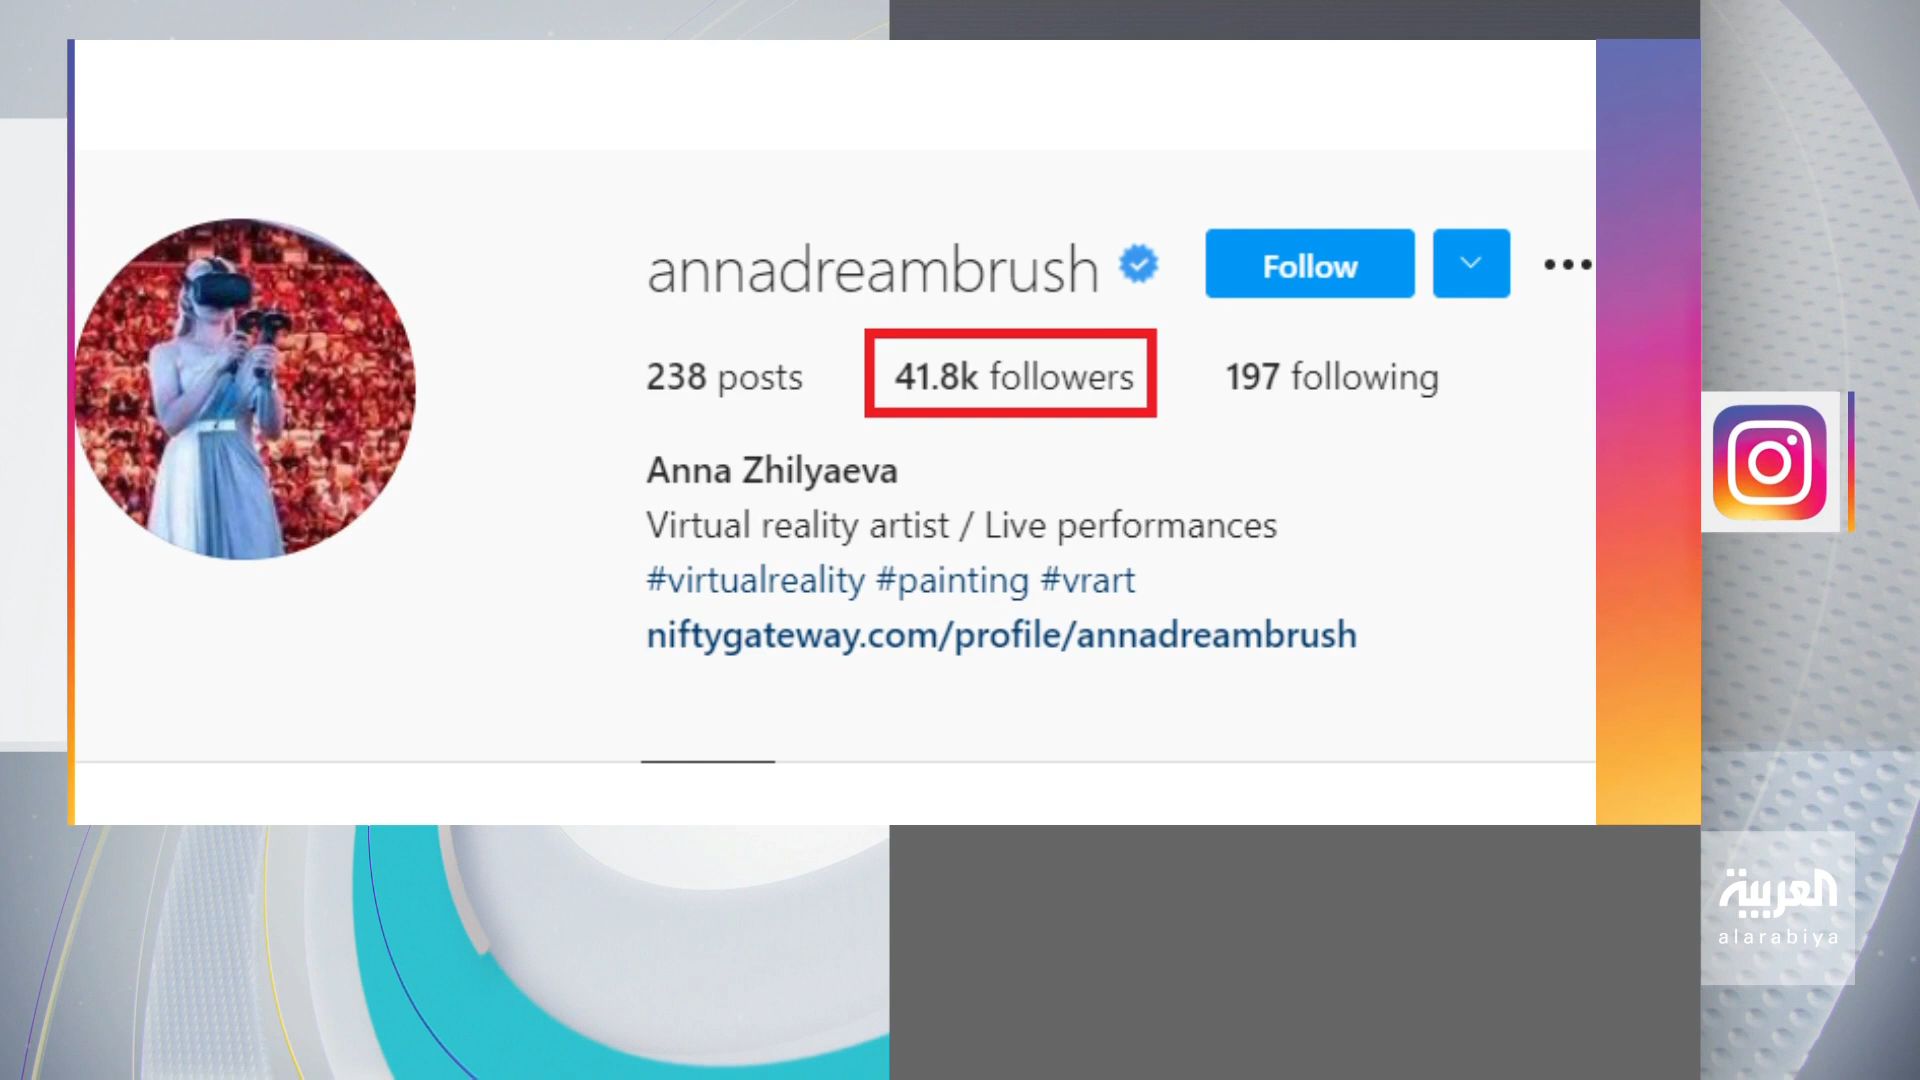 annadreambrush
Follow
238 posts 41.8k followers 197 following
Anna Zhilyaeva
Virtual reality artist / Live performances
#virtualreality #painting #vrart
niftygateway.com/profile/annadreambrush
العربية
alarabiya